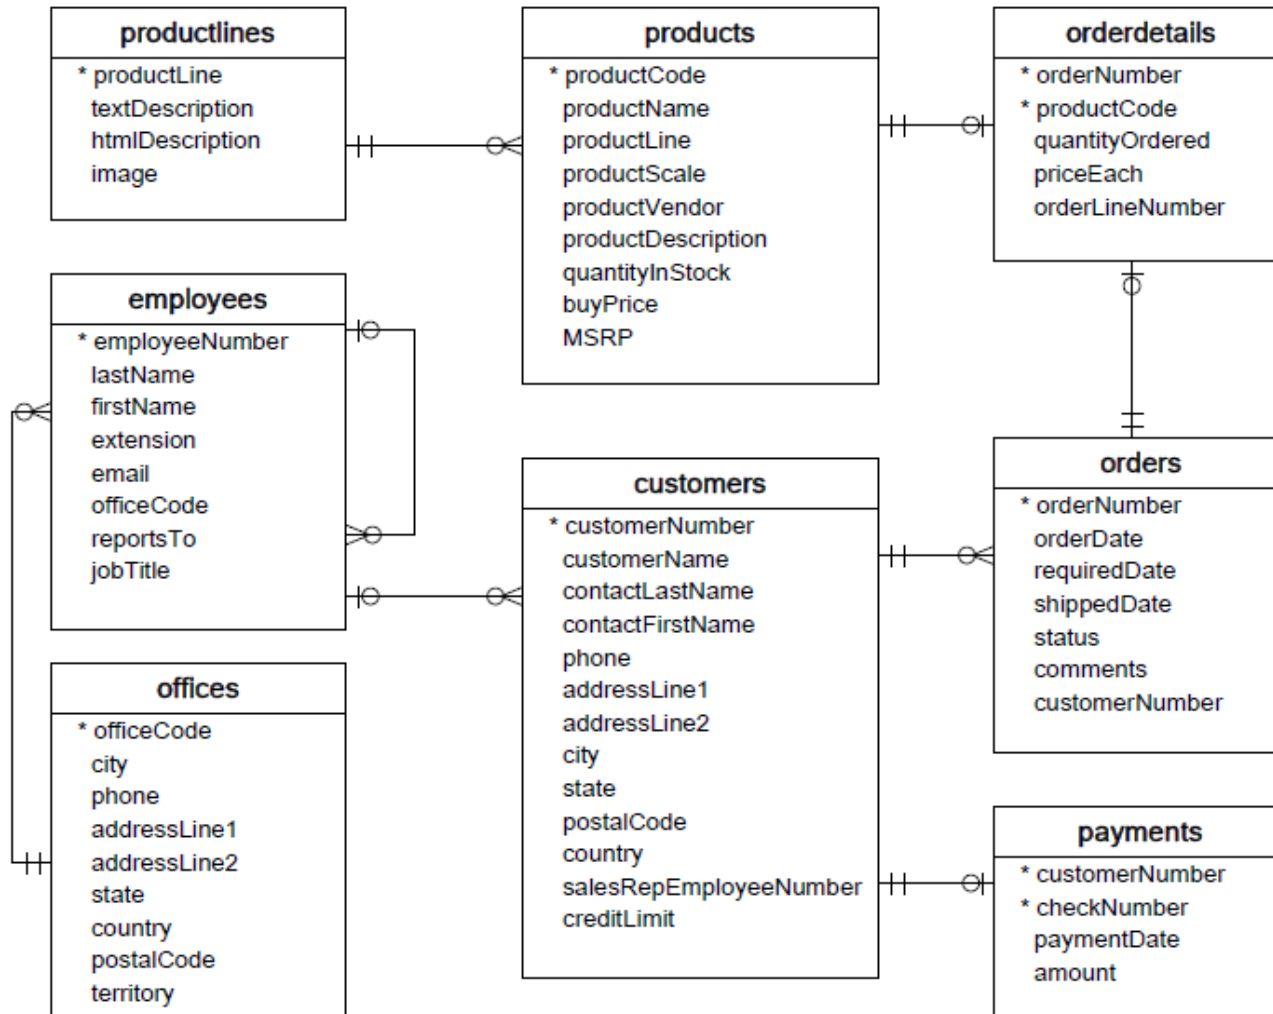 productlines
* productLine
textDescription
htmlDescription
image
products
* productCode
productName
productLine
productScale
productVendor
productDescription
quantityInStock
buyPrice
MSRP
orderdetails
* orderNumber
* productCode
quantityOrdered
priceEach
orderLineNumber
employees
* employeeNumber
lastName
firstName
extension
email
officeCode
reportsTo
jobTitle
customers
* customerNumber
customerName
contactLastName
contactFirstName
phone
addressLine1
addressLine2
city
state
postalCode
country
salesRepEmployeeNumber
creditLimit
orders
* orderNumber
orderDate
requiredDate
shippedDate
status
comments
customerNumber
offices
* officeCode
city
phone
addressLine1
addressLine2
state
country
postalCode
territory
payments
* customerNumber
* checkNumber
paymentDate
amount